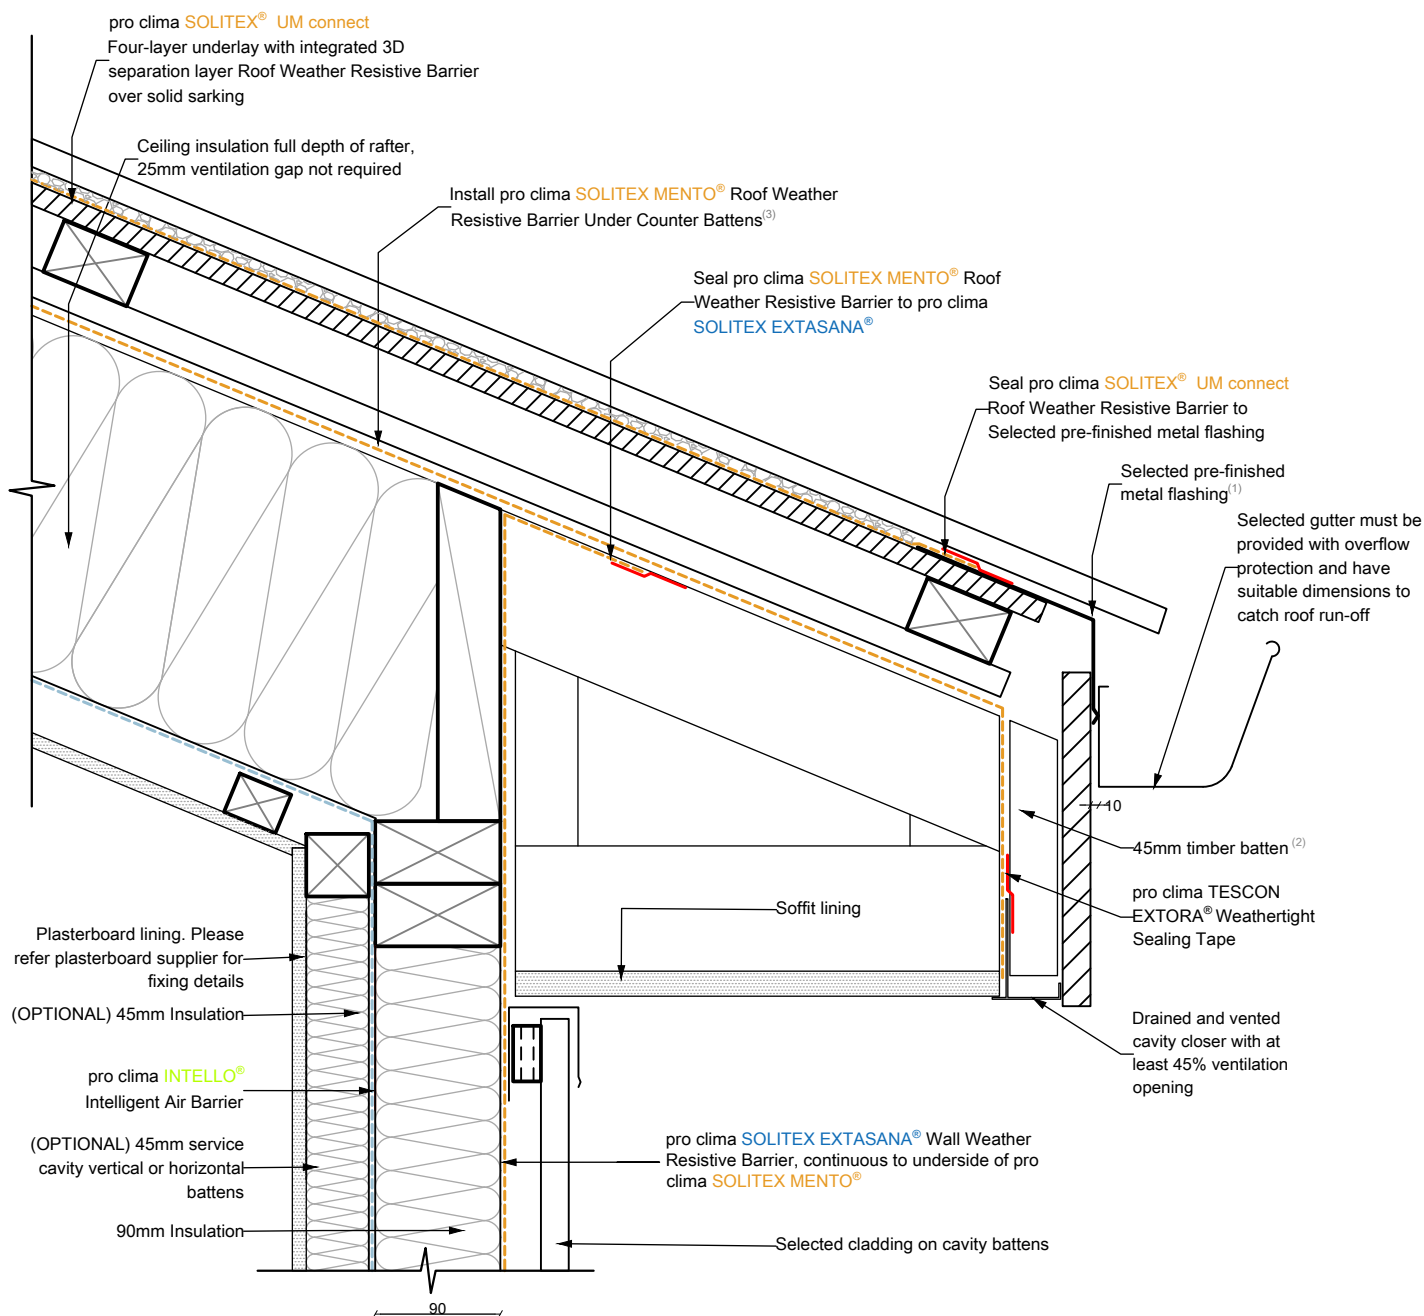 pro clima SOLITEX® UM connect
Four-layer underlay with integrated 3D
separation layer Roof Weather Resistive Barrier
over solid sarking
Ceiling insulation full depth of rafter,
25mm ventilation gap not required
Install pro clima SOLITEX MENTO® Roof Weather
Resistive Barrier Under Counter Battens(3)
Seal pro clima SOLITEX MENTO® Roof
Weather Resistive Barrier to pro clima
SOLITEX EXTASANA®
Seal pro clima SOLITEX® UM connect
Roof Weather Resistive Barrier to
Selected pre-finished metal flashing
Selected pre-finished
metal flashing(1)
Selected gutter must be
provided with overflow
protection and have
suitable dimensions to
catch roof run-off
10
45mm timber batten (2)
pro clima TESCON
EXTORA® Weathertight
Sealing Tape
Soffit lining
Plasterboard lining. Please
refer plasterboard supplier for
fixing details
(OPTIONAL) 45mm Insulation
Drained and vented
cavity closer with at
least 45% ventilation
opening
pro clima INTELLO®
Intelligent Air Barrier
(OPTIONAL) 45mm service
cavity vertical or horizontal
battens
pro clima SOLITEX EXTASANA® Wall Weather
Resistive Barrier, continuous to underside of pro
clima SOLITEX MENTO®
90mm Insulation
Selected cladding on cavity battens
90